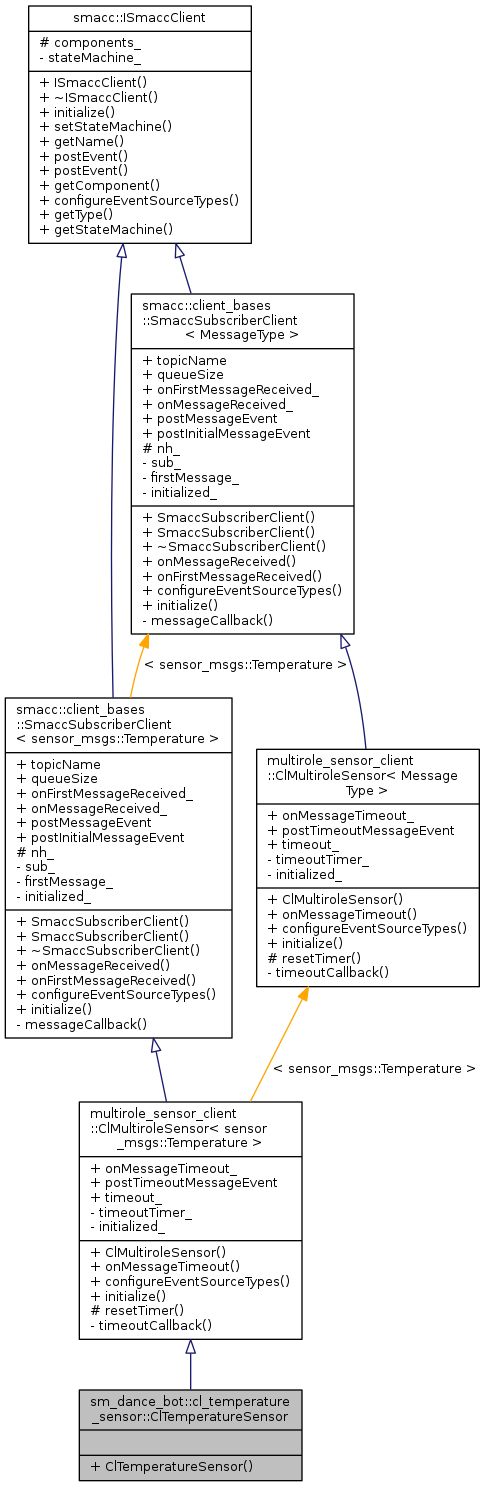 smacc::ISmaccClient
# components_
- stateMachine_
+ ISmaccClient()
+ ~ISmaccClient()
+ initialize()
+ setStateMachine()
+ getName()
+ postEvent()
+ postEvent()
+ getComponent()
+ configureEventSourceTypes()
+ getType()
+ getStateMachine()
smacc::client_bases
::SmaccSubscriberClient
< MessageType >
+ topicName
+ queueSize
+ onFirstMessageReceived_
+ onMessageReceived_
+ postMessageEvent
+ postInitialMessageEvent
# nh_
- sub_
- firstMessage_
- initialized_
+ SmaccSubscriberClient()
+ SmaccSubscriberClient()
+ ~SmaccSubscriberClient()
+ onMessageReceived()
+ onFirstMessageReceived()
+ configureEventSourceTypes()
+ initialize()
- messageCallback()
< sensor_msgs::Temperature >
smacc::client_bases
::SmaccSubscriberClient
< sensor_msgs::Temperature >
+ topicName
+ queueSize
+ onFirstMessageReceived_
+ onMessageReceived_
+ postMessageEvent
+ postInitialMessageEvent
# nh_
- sub_
- firstMessage_
- initialized_
+ SmaccSubscriberClient()
+ SmaccSubscriberClient()
+ ~SmaccSubscriberClient()
+ onMessageReceived()
+ onFirstMessageReceived()
+ configureEventSourceTypes()
+ initialize()
- messageCallback()
multirole_sensor_client
::ClMultiroleSensor< Message
Type >
+ onMessageTimeout_
+ postTimeoutMessageEvent
+ timeout_
- timeoutTimer_
- initialized_
+ ClMultiroleSensor()
+ onMessageTimeout()
+ configureEventSourceTypes()
+ initialize()
# resetTimer()
- timeoutCallback()
< sensor_msgs::Temperature >
multirole_sensor_client
::ClMultiroleSensor< sensor
_msgs::Temperature >
+ onMessageTimeout_
+ postTimeoutMessageEvent
+ timeout_
- timeoutTimer_
- initialized_
+ ClMultiroleSensor()
+ onMessageTimeout()
+ configureEventSourceTypes()
+ initialize()
# resetTimer()
- timeoutCallback()
sm_dance_bot::cl_temperature
_sensor::ClTemperatureSensor
+ ClTemperatureSensor()